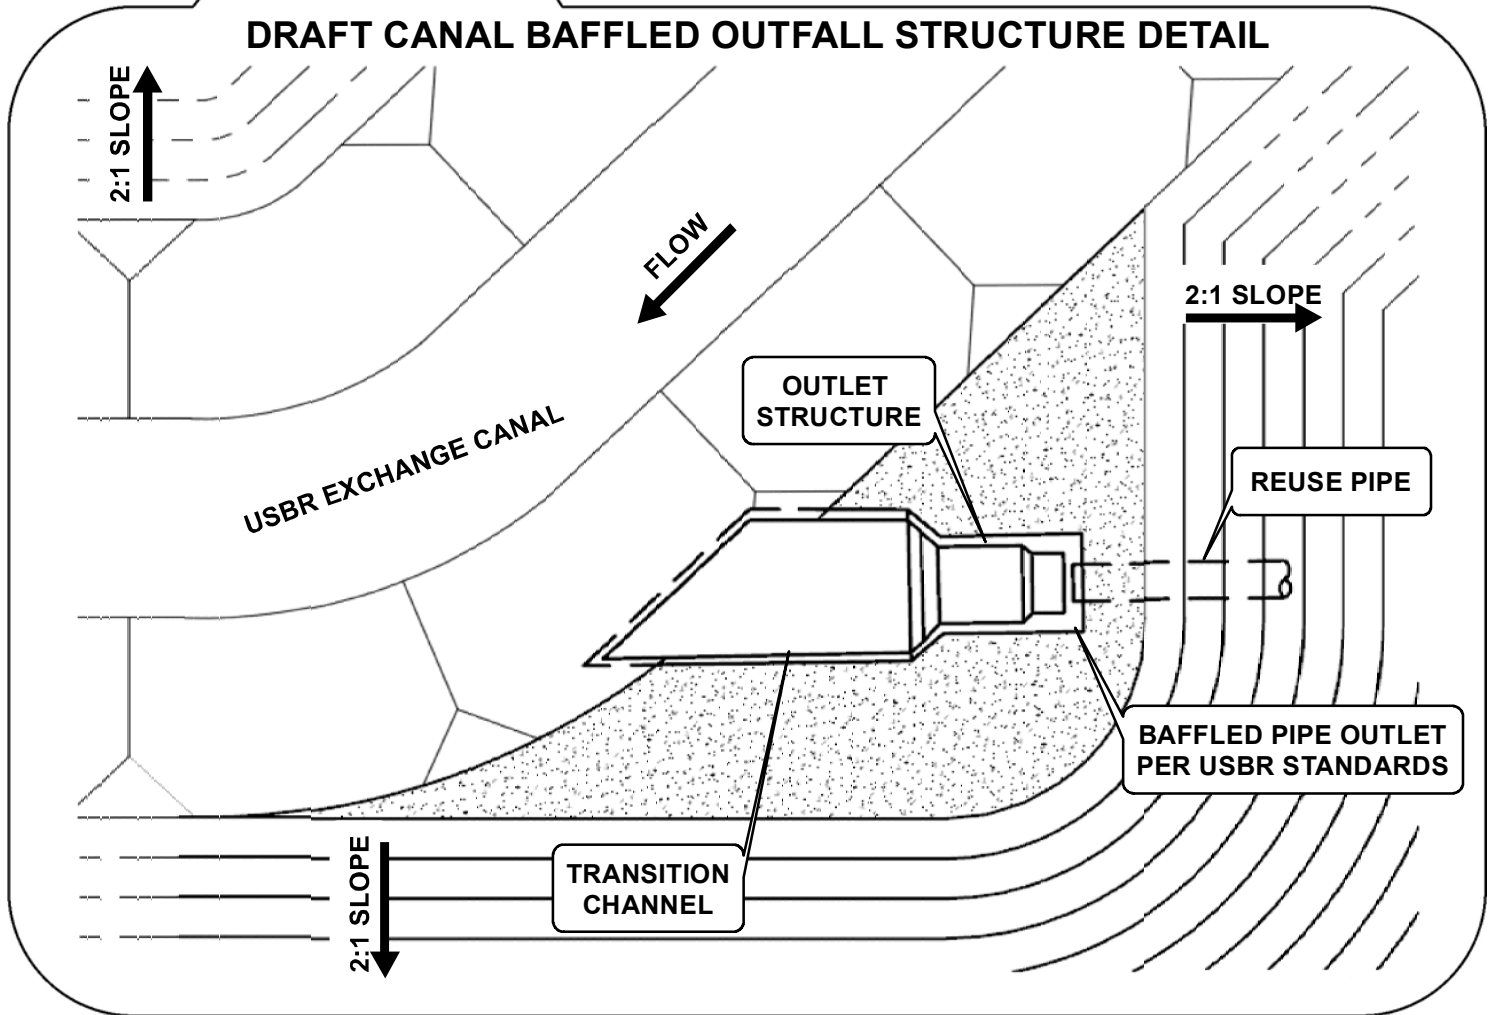 DRAFT CANAL BAFFLED OUTFALL STRUCTURE DETAIL
2:1 SLOPE
FLOW
2:1 SLOPE
OUTLET
STRUCTURE
USBR EXCHANGE CANAL
REUSE PIPE
BAFFLED PIPE OUTLET
PER USBR STANDARDS
TRANSITION
CHANNEL
2:1 SLOPE